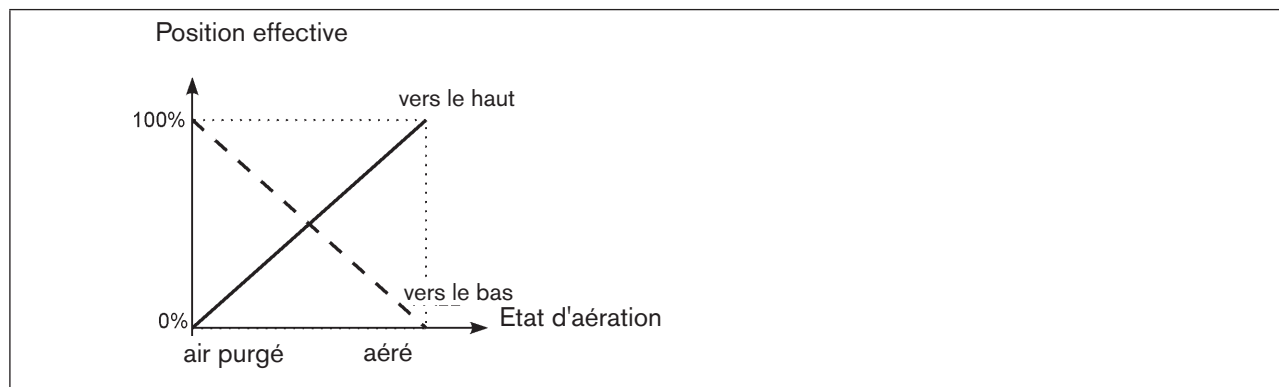 Position effective
vers le haut
100%
vers le bas
0%
Etat d'aération
air purgé
aéré